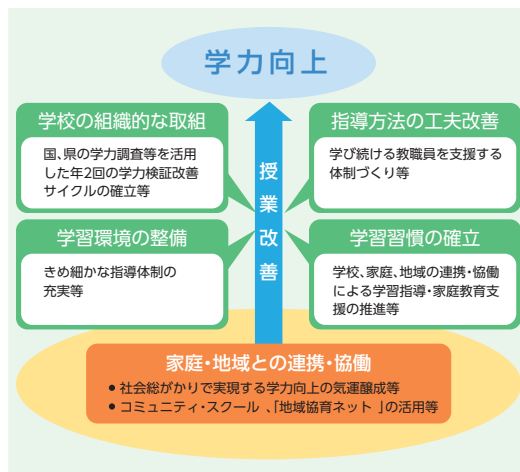 学力向上
学校の組織的な取組
国、県の学力調査等を活用
した年2回の学力検証改善
サイクルの確立等
指導方法の工夫改善
学び続ける教職員を支援する
体制づくり等
授業改善
学習環境の整備
きめ細かな指導体制の
充実等
学習習慣の確立
学校、家庭、地域の連携・協働
による学習指導・家庭教育支
援の推進等
家庭・地域との連携・協働
● 社会総がかりで実現する学力向上の気運醸成等
● コミュニティ・スクール 、「地域協育ネット 」の活用等